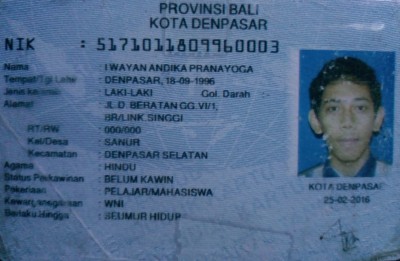 PROVINSI BALI
KOTA DENPASAR
NIK : 5171011809960003
Nama : I WAYAN ANDIKA PRANAYOGA
Tempat/Tgl Lahir : DENPASAR, 18-09-1996
Jenis kelamin : LAKI-LAKI Gol. Darah : -
Alamat : JL.D. BERATAN GG.VI/1,
BR/LINK SINGGI
RT/RW : 000/000
Kel/Desa : SANUR
Kecamatan : DENPASAR SELATAN
Agama : HINDU
Status Perkawinan : BELUM KAWIN
Pekerjaan : PELAJAR/MAHASISWA
Kewarganegaraan : WNI
Berlaku Hingga : SEUMUR HIDUP
KOTA DENPASAR
25-02-2016